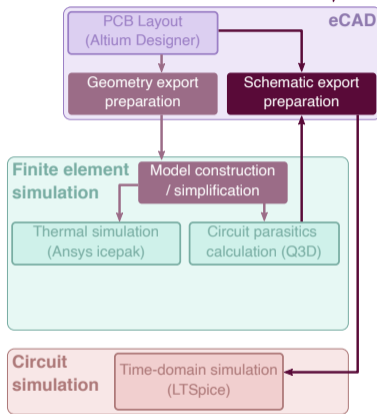 eCAD
PCB Layout
(Altium Designer)
Geometry export
preparation
Schematic export
preparation
Finite element
simulation
Model construction
/ simplification
Thermal simulation
(Ansys icepak)
Circuit parasitics
calculation (Q3D)
Circuit
simulation
Time-domain simulation
(LTSpice)